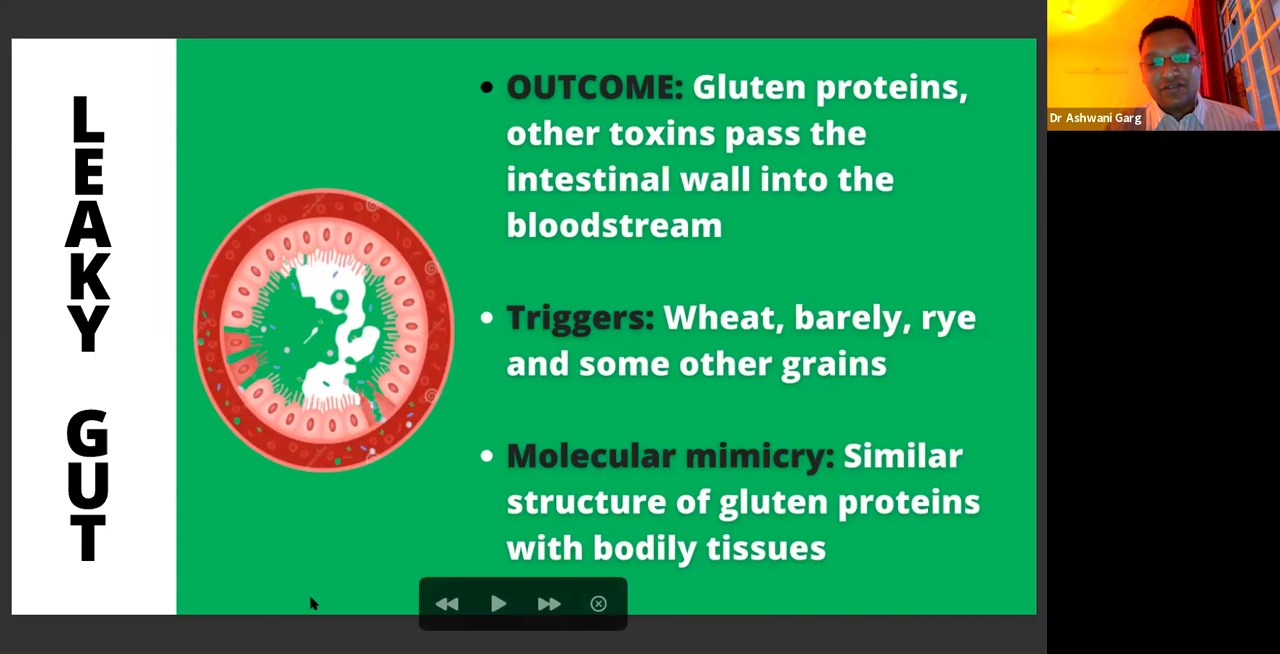 LEAKY GUT
OUTCOME: Gluten proteins,
other toxins pass the
intestinal wall into the
bloodstream
Triggers: Wheat, barely, rye
and some other grains
Molecular mimicry: Similar
structure of gluten proteins
with bodily tissues
Dr Ashwani Garg